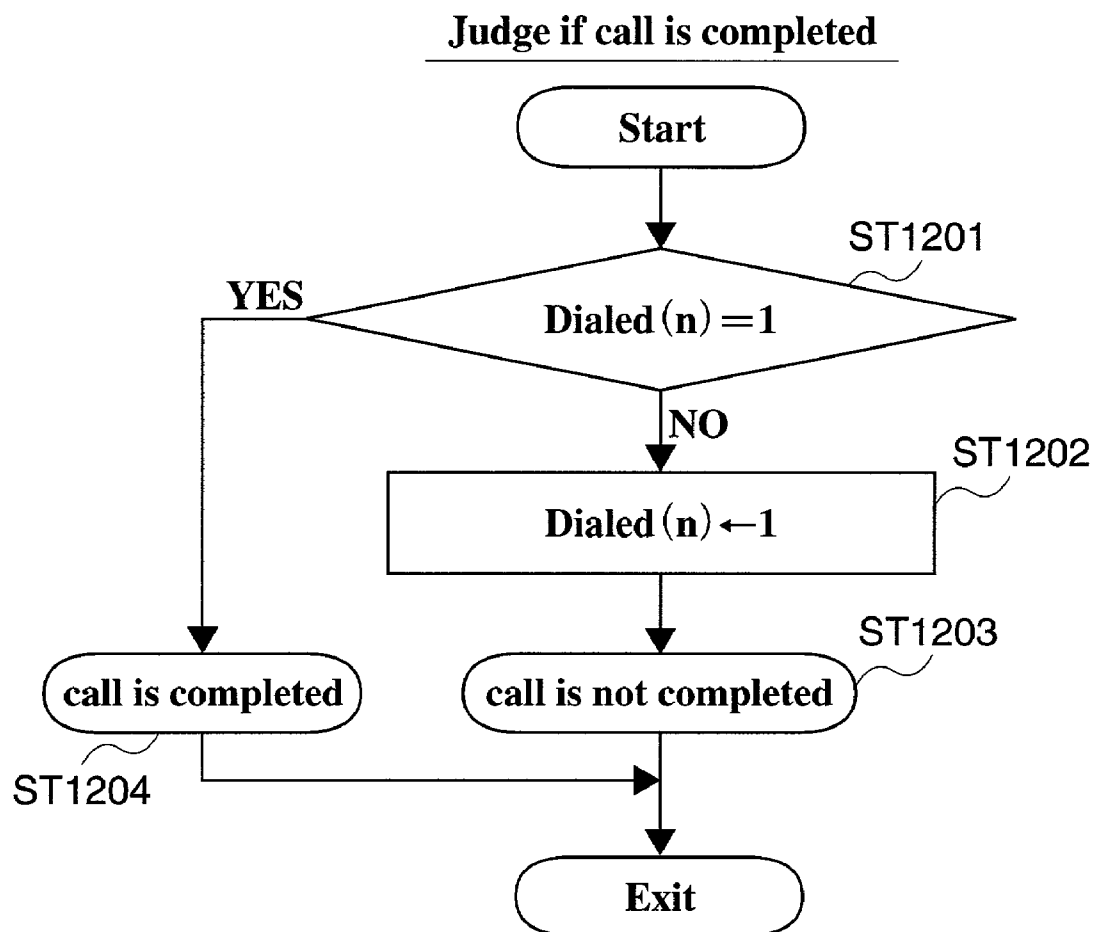 Judge if call is completed
Start
ST1201
YES
Dialed (n) =1
NO
ST1202
Dialed (n) ←1
ST1203
call is completed
call is not completed
ST1204
Exit